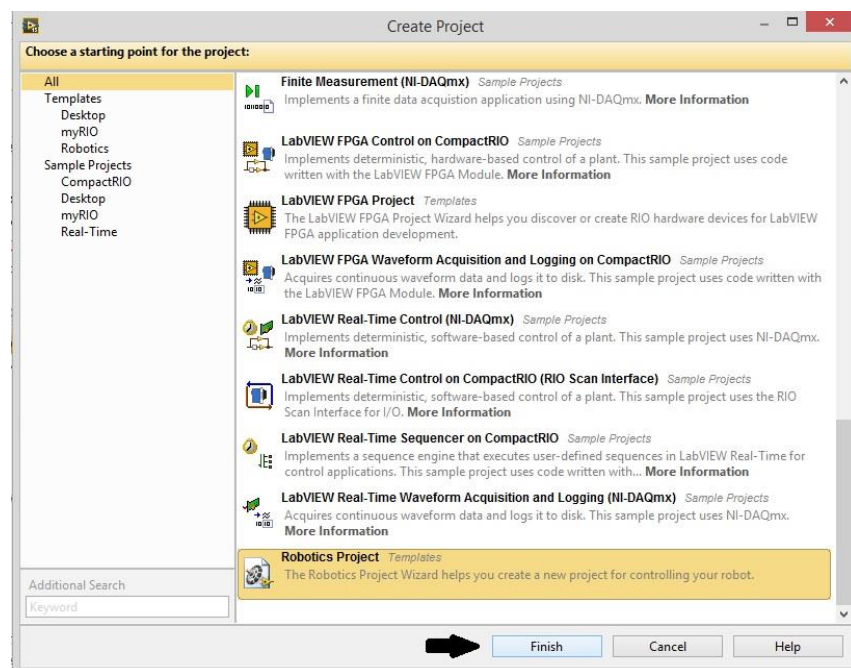 Create Project
Choose a starting point for the project:
All
Templates
Desktop
myRIO
Robotics
Sample Projects
CompactRIO
Desktop
myRIO
Real-Time
Additional Search
Keyword
Finite Measurement (NI-DAQmx) Sample Projects
Implements a finite data acquistion application using NI-DAQmx. More Information
LabVIEW FPGA Control on CompactRIO Sample Projects
Implements deterministic, hardware-based control of a plant. This sample project uses code
written with the LabVIEW FPGA Module. More Information
LabVIEW FPGA Project Templates
The LabVIEW FPGA Project Wizard helps you discover or create RIO hardware devices for LabVIEW
FPGA application development.
LabVIEW FPGA Waveform Acquisition and Logging on CompactRIO Sample Projects
Acquires continuous waveform data and logs it to disk. This sample project uses code written with
the LabVIEW FPGA Module. More Information
LabVIEW Real-Time Control (NI-DAQmx) Sample Projects
Implements deterministic, software-based control of a plant. This sample project uses NI-DAQmx.
More Information
LabVIEW Real-Time Control on CompactRIO (RIO Scan Interface) Sample Projects
Implements deterministic, software-based control of a plant. This sample project uses the RIO
Scan Interface for I/O. More Information
LabVIEW Real-Time Sequencer on CompactRIO Sample Projects
Implements a sequence engine that executes user-defined sequences in LabVIEW Real-Time for
control applications. This sample project uses code written with... More Information
LabVIEW Real-Time Waveform Acquisition and Logging (NI-DAQmx) Sample Projects
Acquires continuous waveform data and logs it to disk. This sample project uses NI-DAQmx.
More Information
Robotics Project Templates
The Robotics Project Wizard helps you create a new project for controlling your robot.
Finish
Cancel
Help